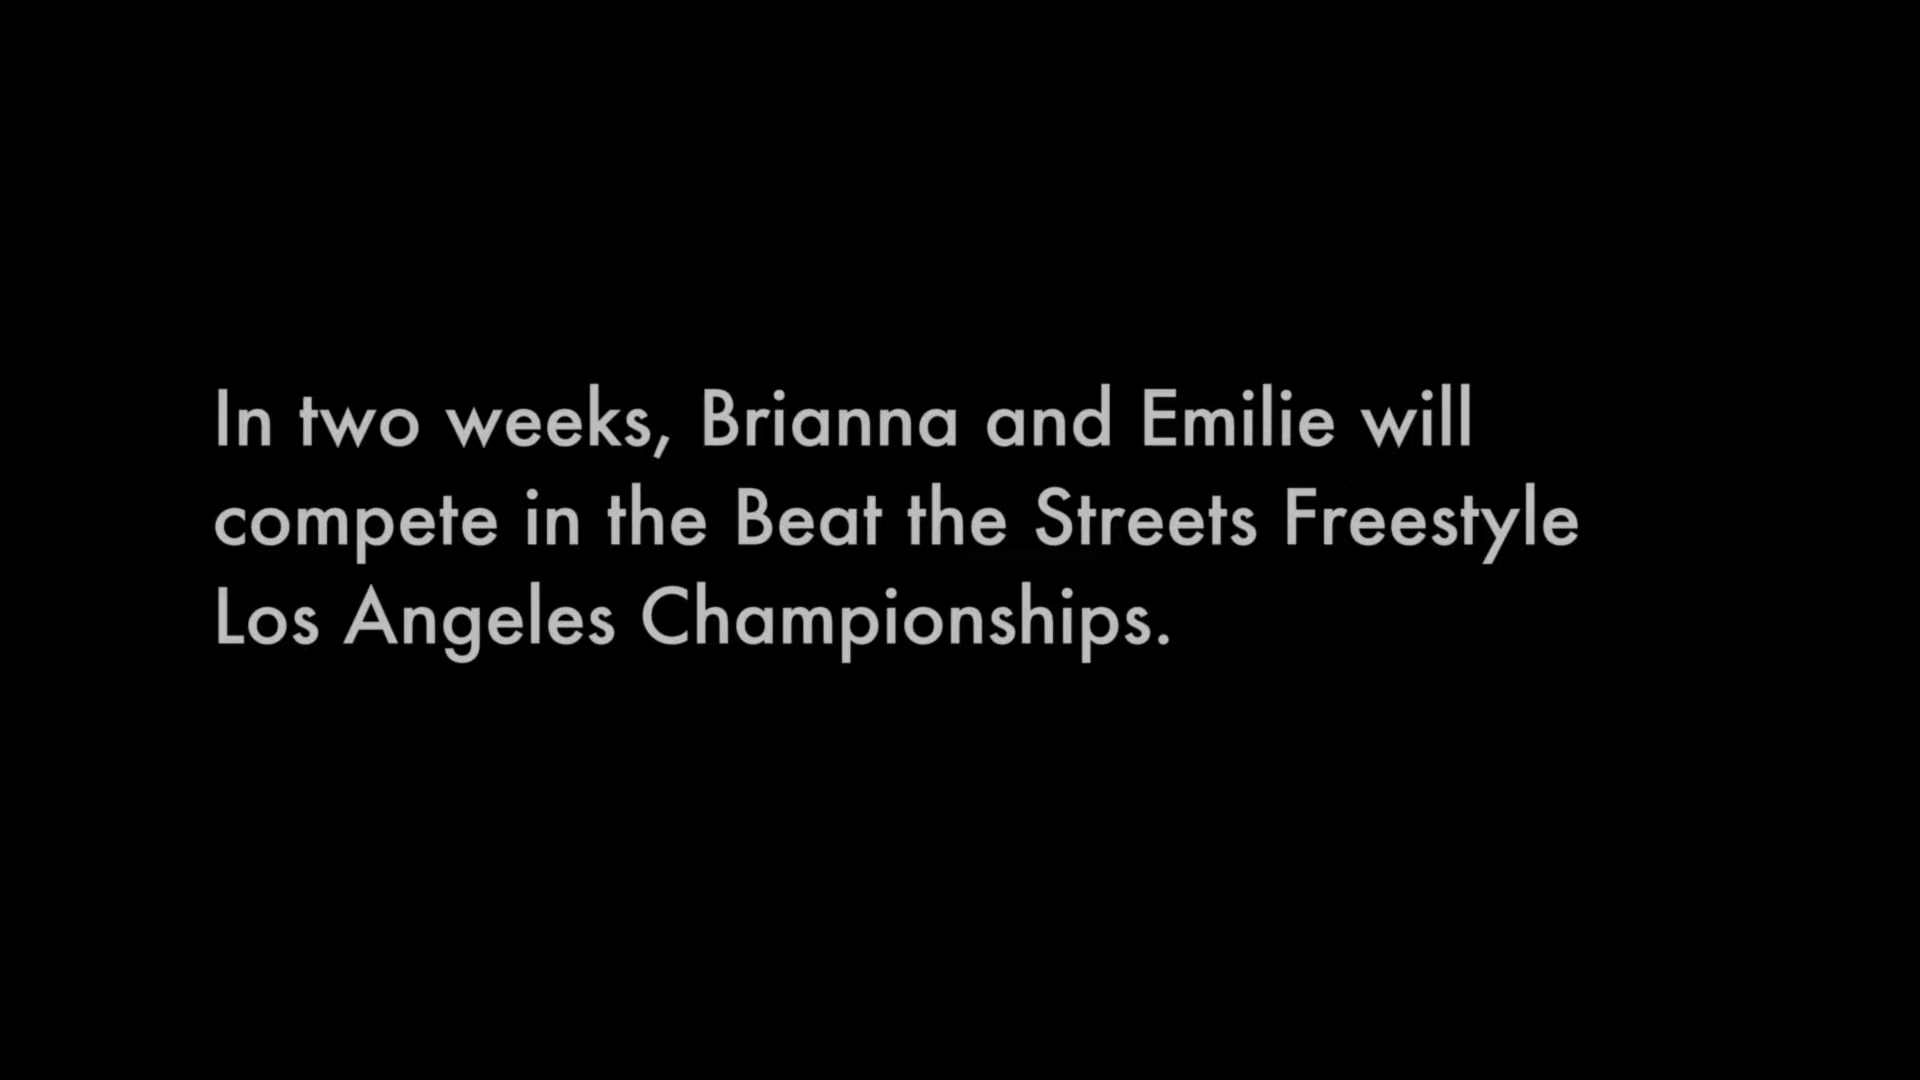 In two weeks, Brianna and Emilie will
compete in the Beat the Streets Freestyle
Los Angeles Championships.